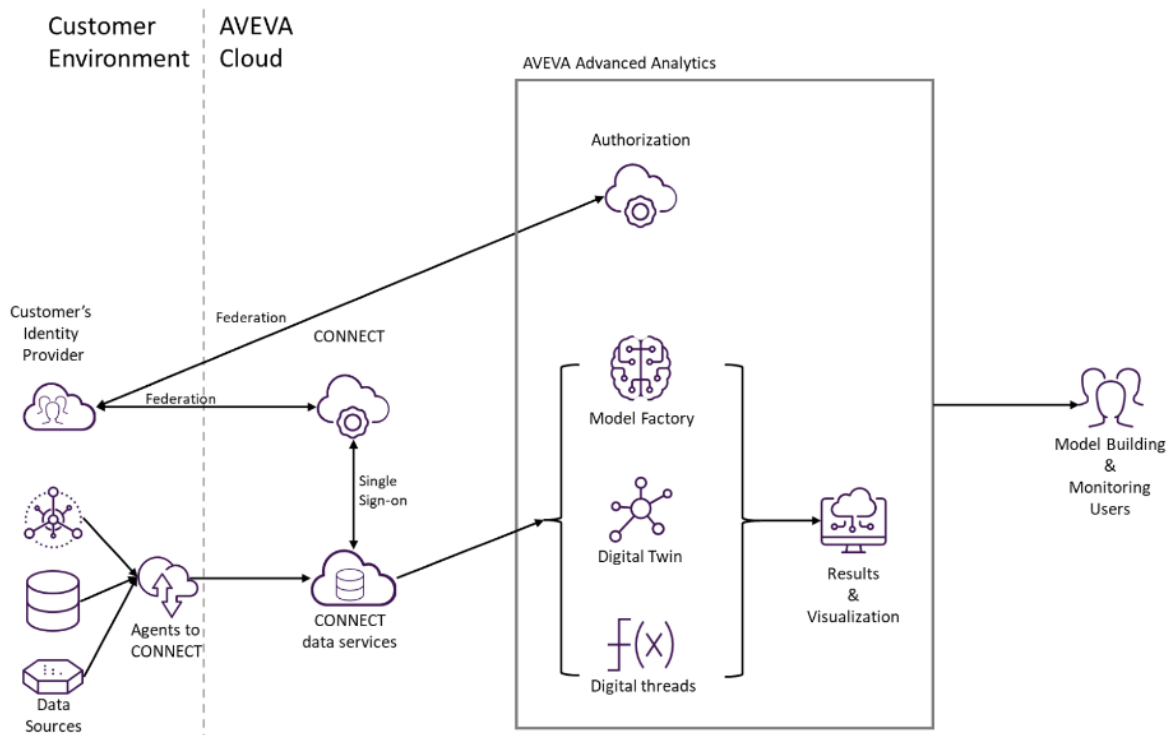 Customer
Environment
AVEVA
Cloud
AVEVA Advanced Analytics
Authorization
Federation
Customer's
Identity
Provider
CONNECT
Federation
Single
Sign-on
Model Factory
Model Building
&
Monitoring
Users
Digital Twin
Results
&
Visualization
Agents to
CONNECT
CONNECT
data services
f(x)
Digital threads
Data
Sources